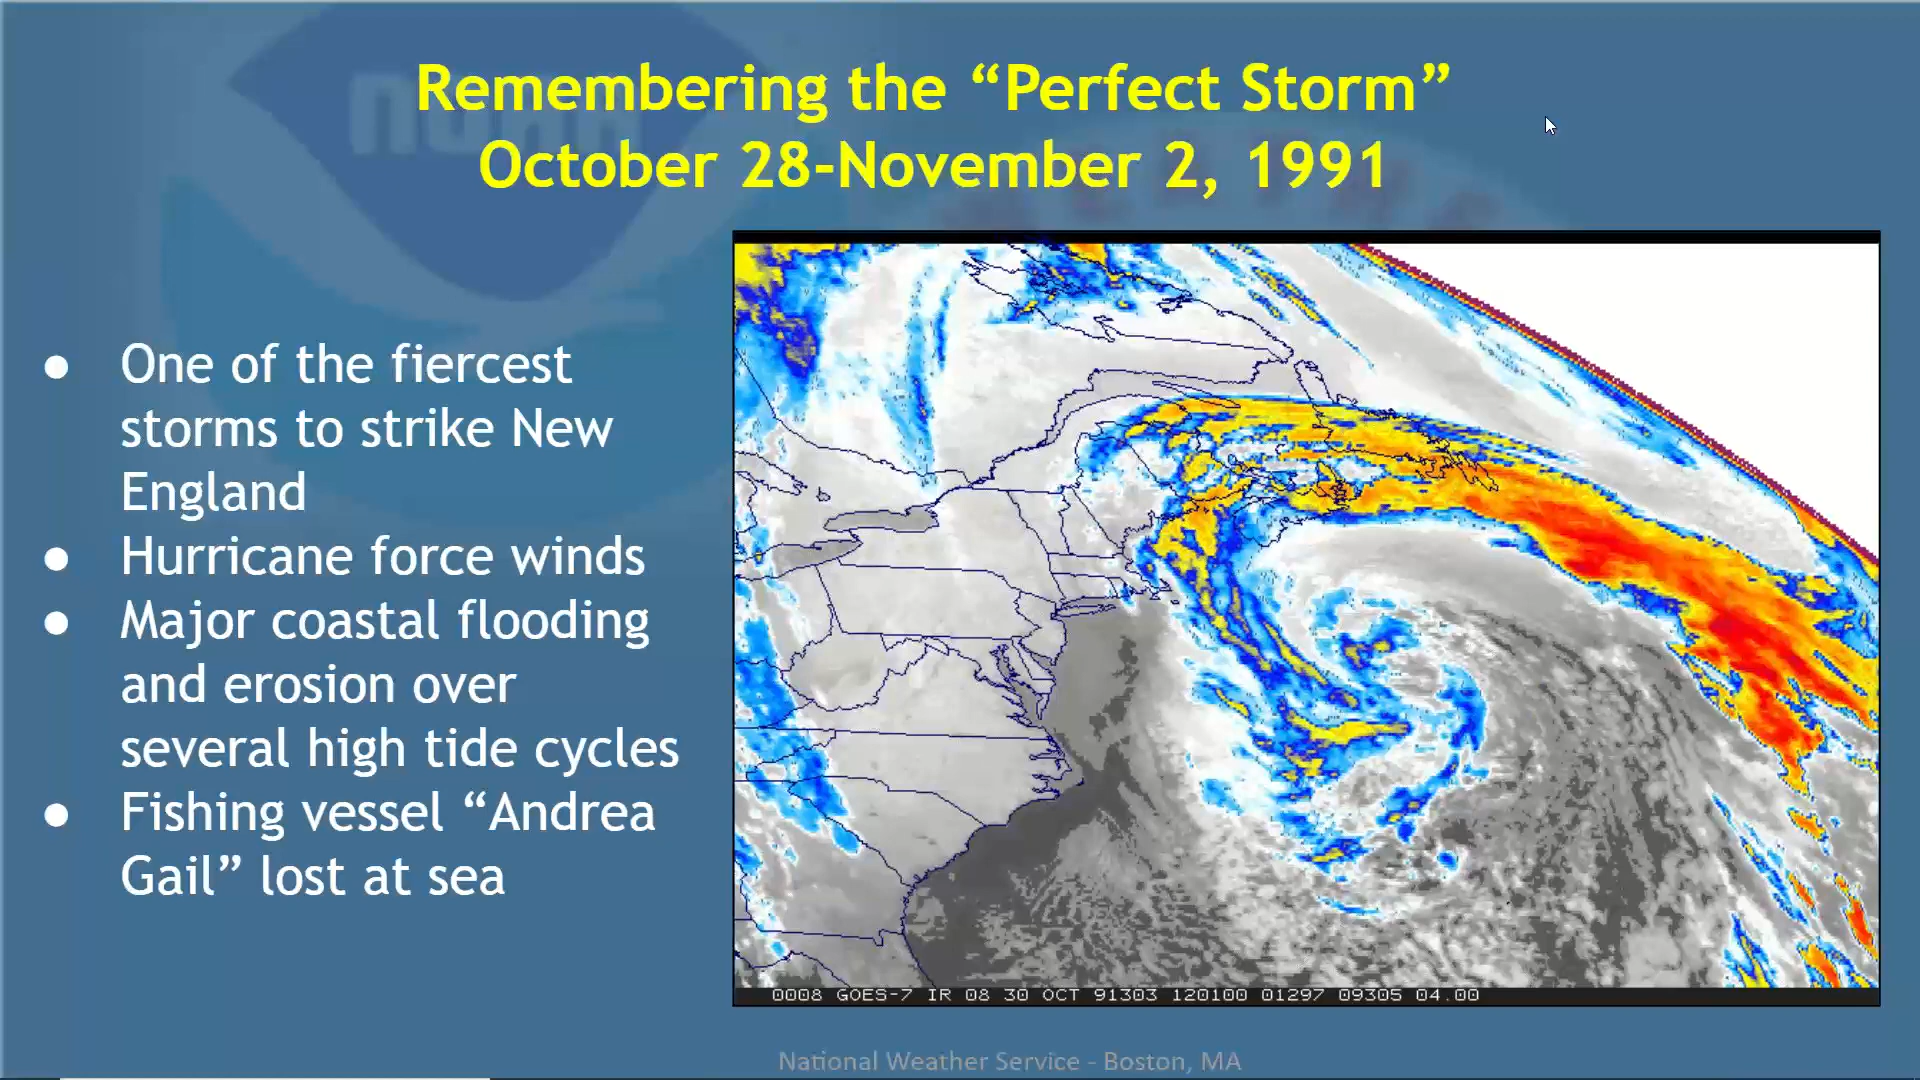 noaa
Remembering the “Perfect Storm”
October 28-November 2, 1991
● One of the fiercest
storms to strike New
England
● Hurricane force winds
● Major coastal flooding
and erosion over
several high tide cycles
● Fishing vessel “Andrea
Gail” lost at sea
0008 GOES-7 IR 08 30 OCT 91303 120100 01297 09305 04.00
National Weather Service - Boston, MA